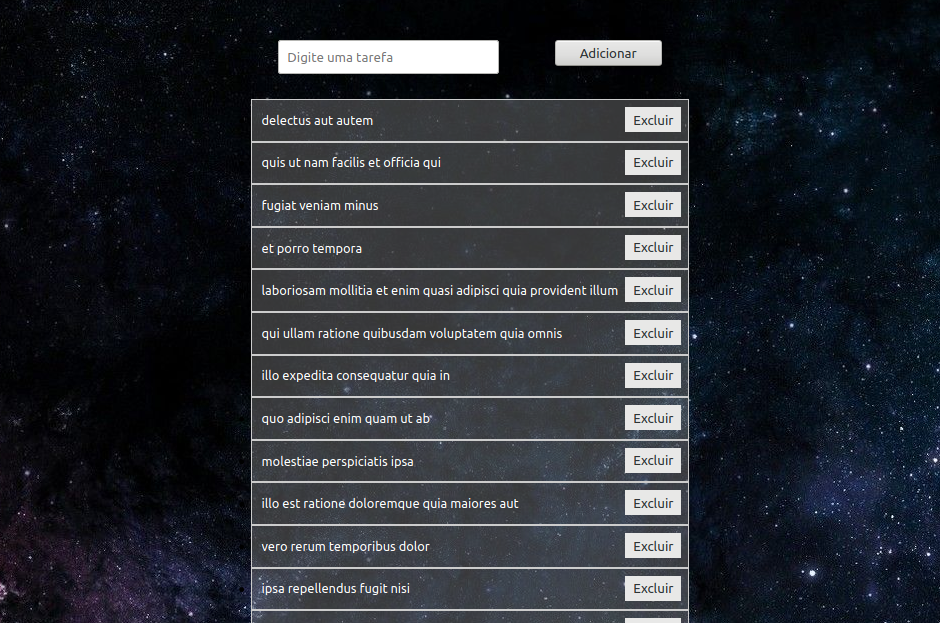 Digite uma tarefa
Adicionar
delectus aut autem
Excluir
quis ut nam facilis et officia qui
Excluir
fugiat veniam minus
Excluir
et porro tempora
Excluir
laboriosam mollitia et enim quasi adipisci quia provident illum
Excluir
qui ullam ratione quibusdam voluptatem quia omnis
Excluir
illo expedita consequatur quia in
Excluir
quo adipisci enim quam ut ab
Excluir
molestiae perspiciatis ipsa
Excluir
illo est ratione doloremque quia maiores aut
Excluir
vero rerum temporibus dolor
Excluir
ipsa repellendus fugit nisi
Excluir